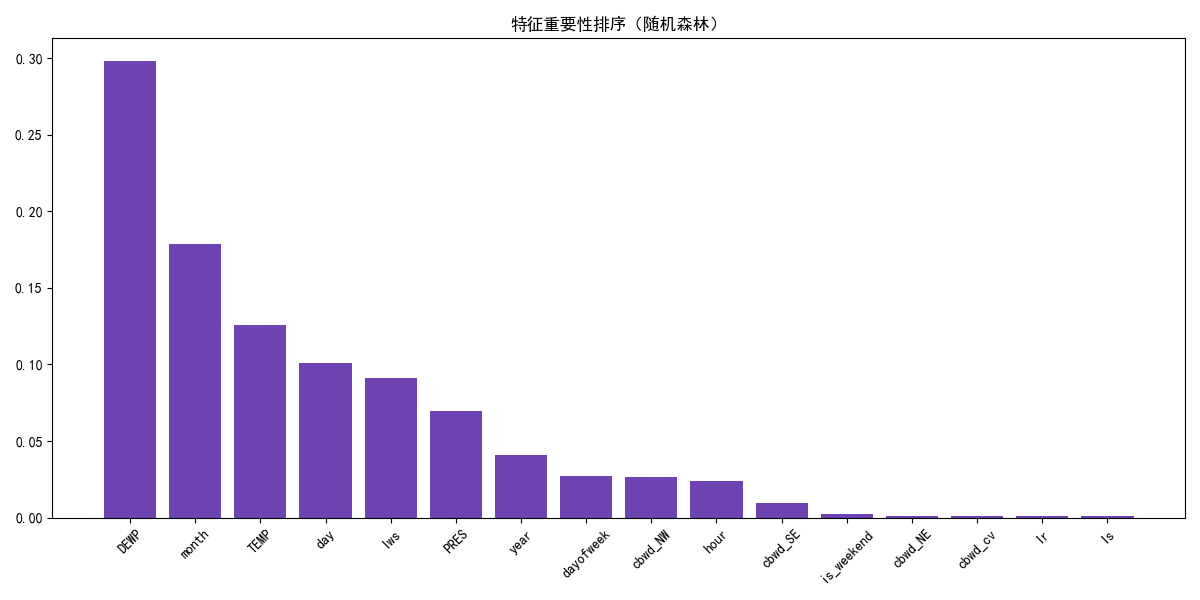 特征重要性排序（随机森林）
0.30
0.25
0.20
0.15
0.10
0.05
0.00
DEWP
month
TEMP
day
Iws
PRES
year
dayofweek
cbwd_NW
hour
cbwd_SE
is_weekend
cbwd_NE
cbwd_cv
Ir
Is